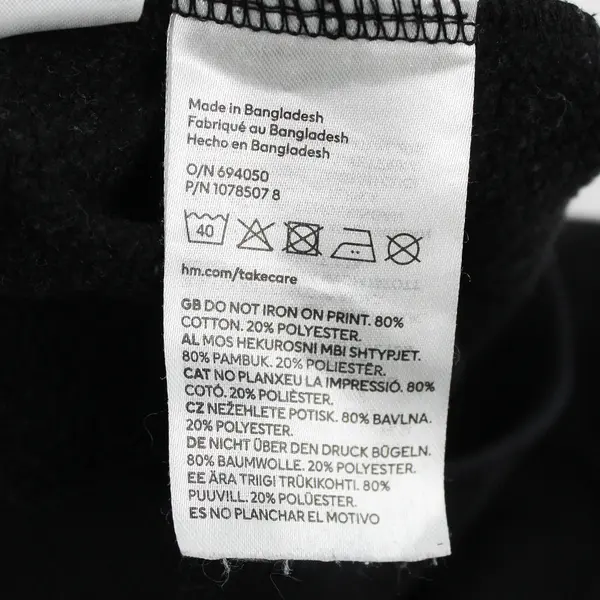 Made in Bangladesh
Fabriqué au Bangladesh
Hecho en Bangladesh
O/N 694050
P/N 1078507 8
40
hm.com/takecare
GB DO NOT IRON ON PRINT. 80%
COTTON. 20% POLYESTER.
AL MOS HEKUROSNI MBI SHTYPJET.
80% PAMBUK. 20% POLIESTËR.
CAT NO PLANXEU LA IMPRESSIÓ. 80%
COTÓ. 20% POLIÈSTER.
CZ NEŽEHLETE POTISK. 80% BAVLNA.
20% POLYESTER.
DE NICHT ÜBER DEN DRUCK BÜGELN.
80% BAUMWOLLE. 20% POLYESTER.
EE ÄRA TRIIGI TRÜKIKOHTI. 80%
PUUVILL. 20% POLÜESTER.
ES NO PLANCHAR EL MOTIVO